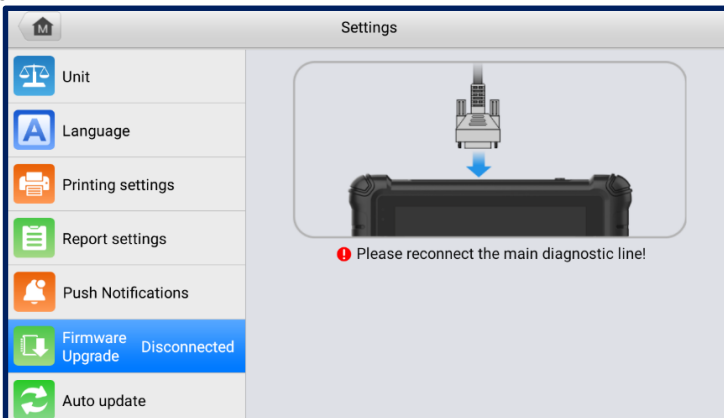 M
Settings
Unit
A
Language
Printing settings
Report settings
Push Notifications
Firmware
Upgrade
Disconnected
Auto update
Please reconnect the main diagnostic line!